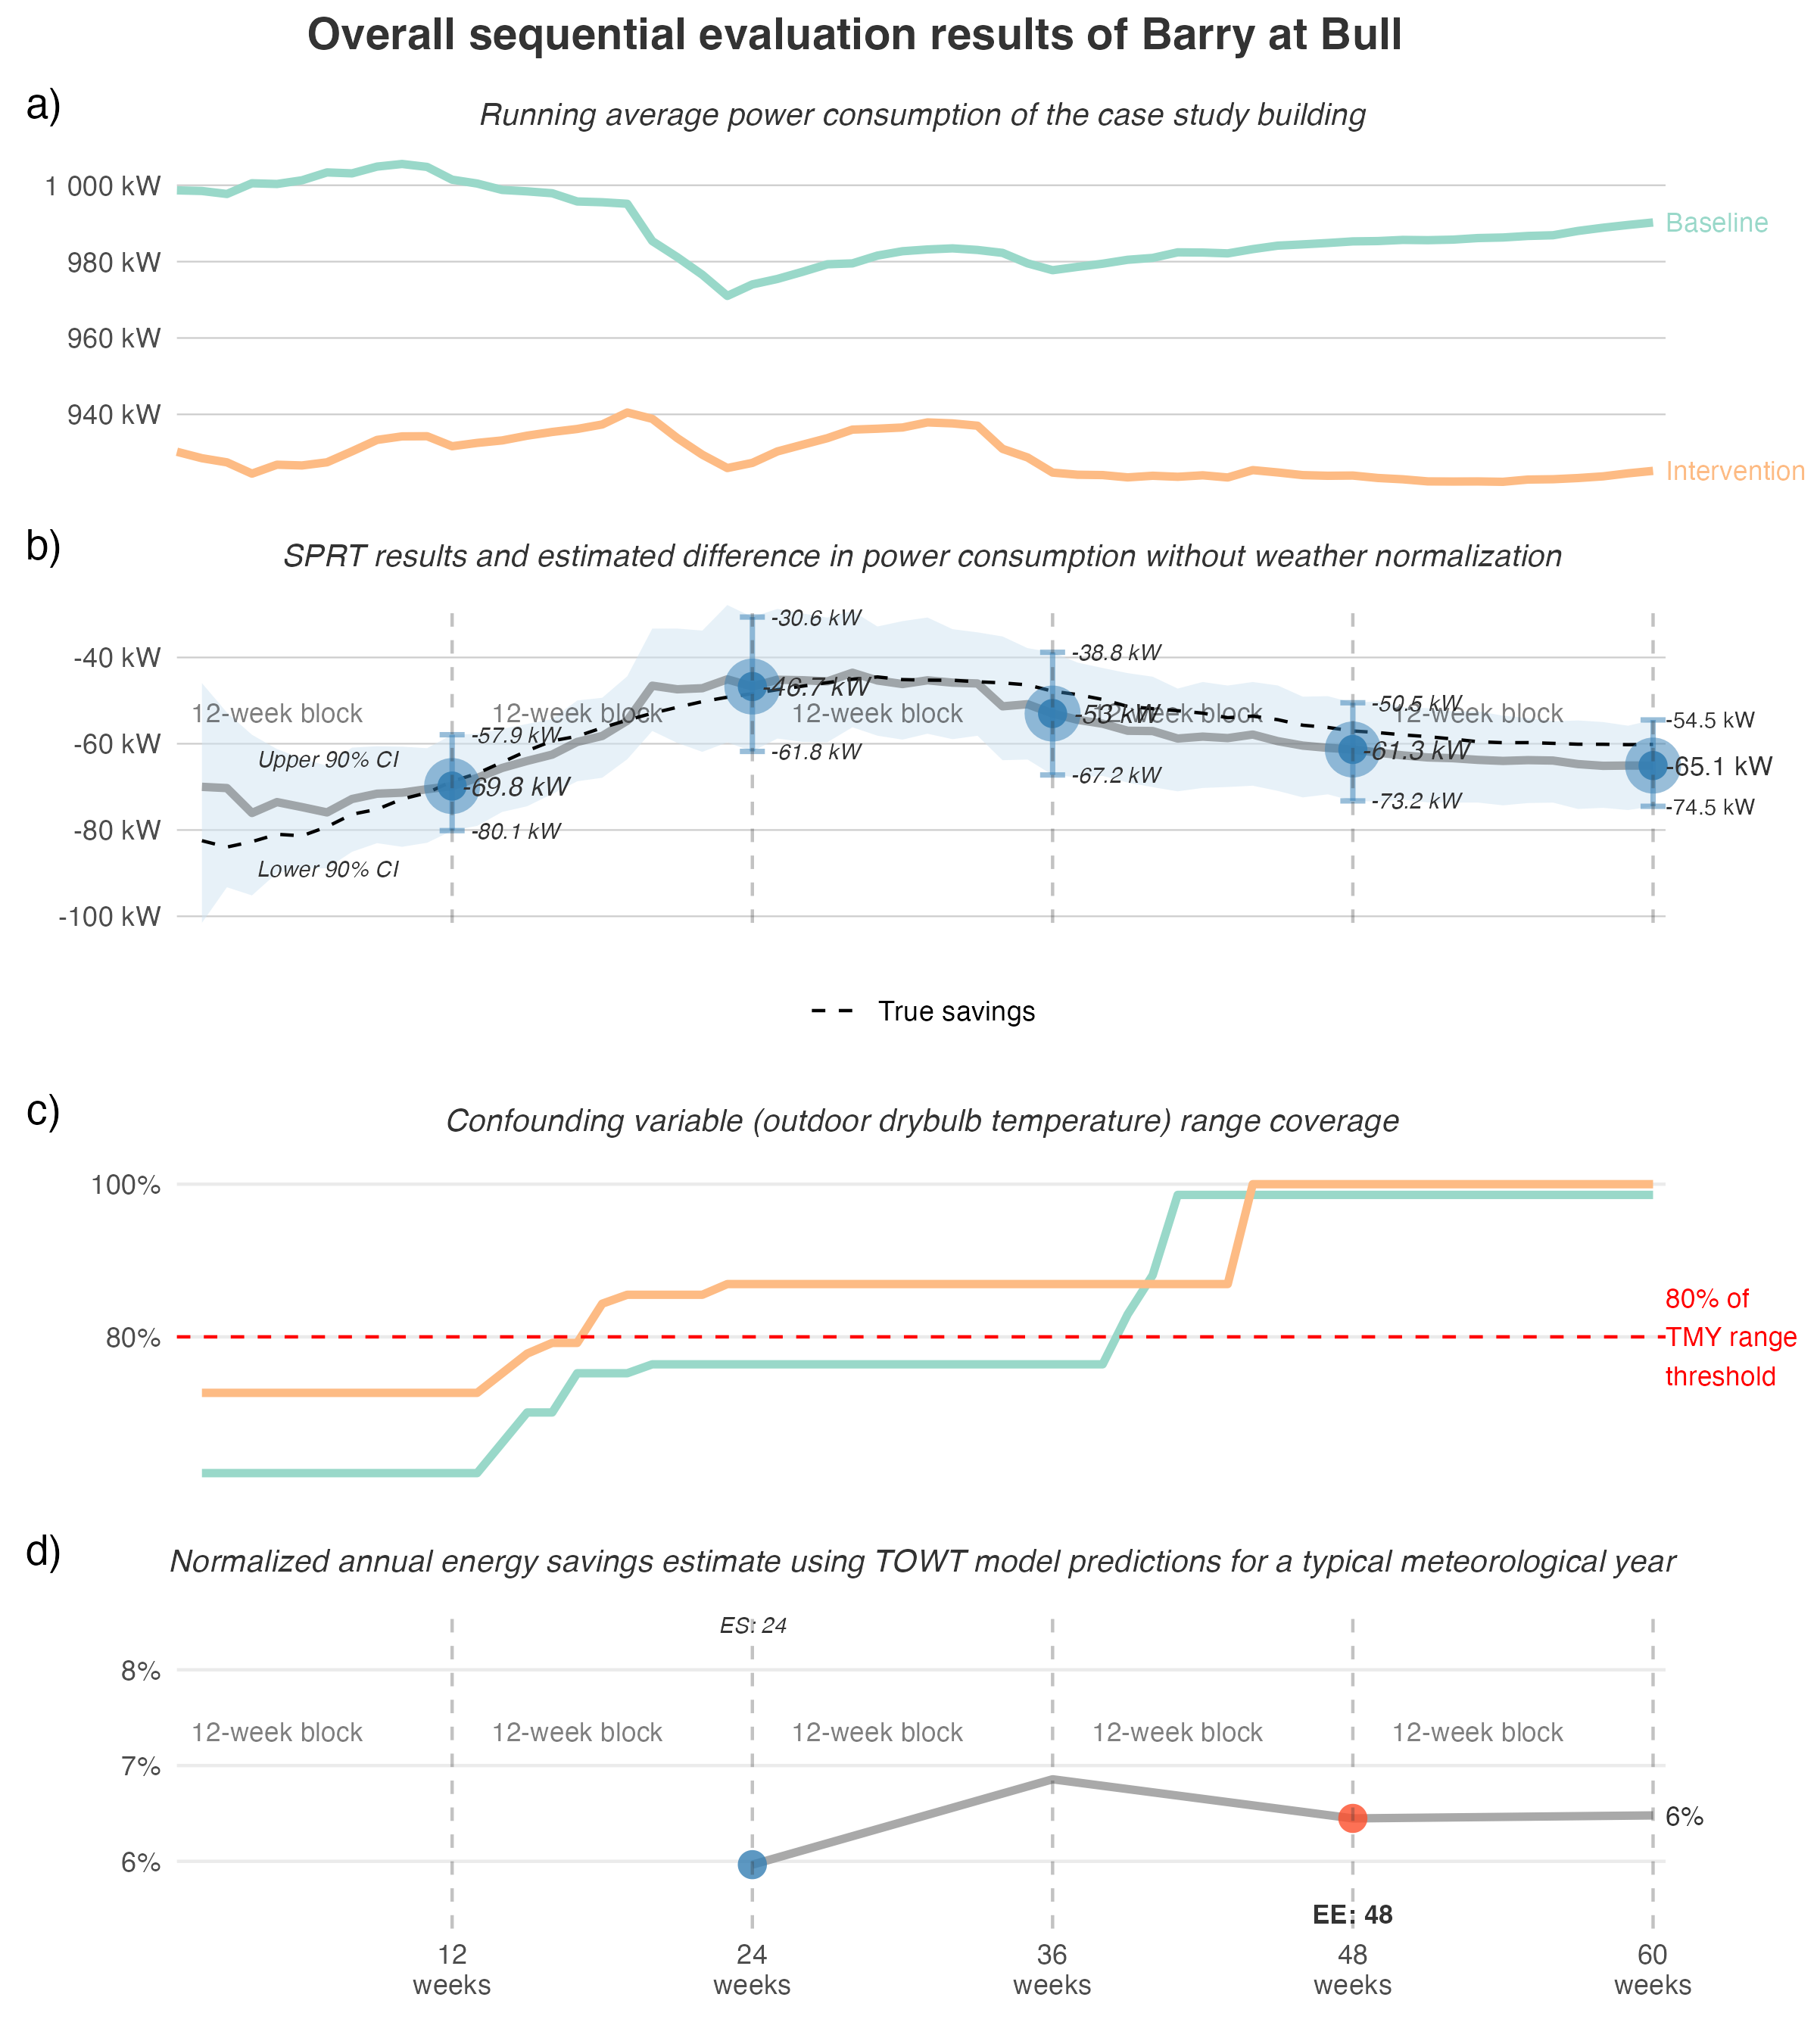 Overall sequential evaluation results of Barry at Bull
a)
Running average power consumption of the case study building
1 000 kW
980 kW
960 kW
940 kW
Baseline
Intervention
b)
SPRT results and estimated difference in power consumption without weather normalization
-40 kW
-60 kW
-80 kW
-100 kW
12-week block
12-week block
12-week block
12-week block
12-week block
Upper 90% CI
Lower 90% CI
-57.9 kW
-69.8 kW
-80.1 kW
-30.6 kW
-46.7 kW
-61.8 kW
-38.8 kW
-53 kW
-67.2 kW
-50.5 kW
-61.3 kW
-73.2 kW
-54.5 kW
-65.1 kW
-74.5 kW
True savings
c)
Confounding variable (outdoor drybulb temperature) range coverage
100%
80%
80% of
TMY range
threshold
d)
Normalized annual energy savings estimate using TOWT model predictions for a typical meteorological year
ES: 24
8%
7%
6%
12-week block
12-week block
12-week block
12-week block
12-week block
6%
EE: 48
12
weeks
24
weeks
36
weeks
48
weeks
60
weeks